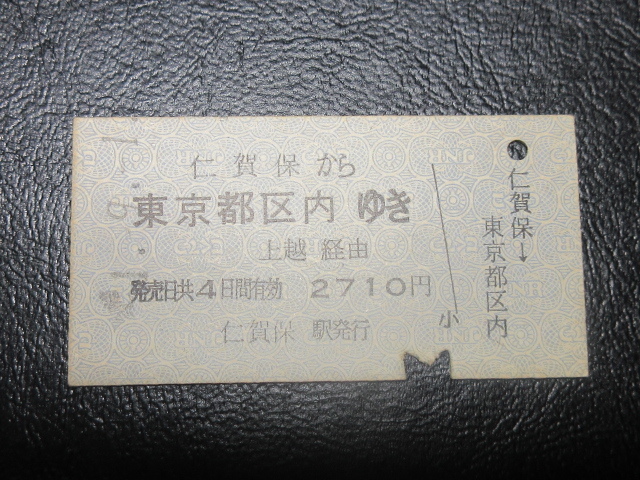 仁賀保から
東京都区内 ゆき
上越 経由
発売日共4日間有効 2710円
仁賀保 駅発行
小
仁賀保→
東京都区内